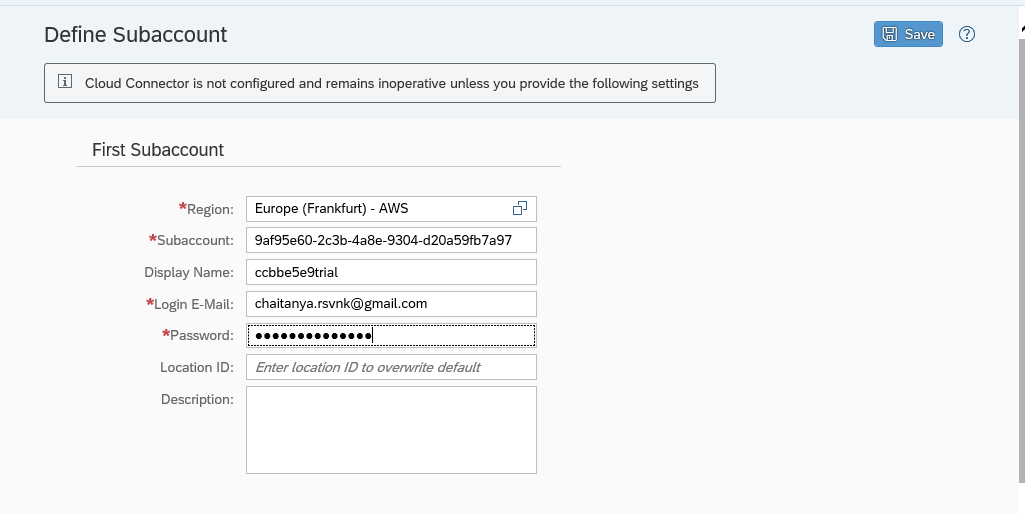 Define Subaccount
Save
Cloud Connector is not configured and remains inoperative unless you provide the following settings
First Subaccount
*Region: Europe (Frankfurt) - AWS
*Subaccount: 9af95e60-2c3b-4a8e-9304-d20a59fb7a97
Display Name: ccbbe5e9trial
*Login E-Mail: chaitanya.rsvnk@gmail.com
*Password: ••••••••••••••
Location ID: Enter location ID to overwrite default
Description: